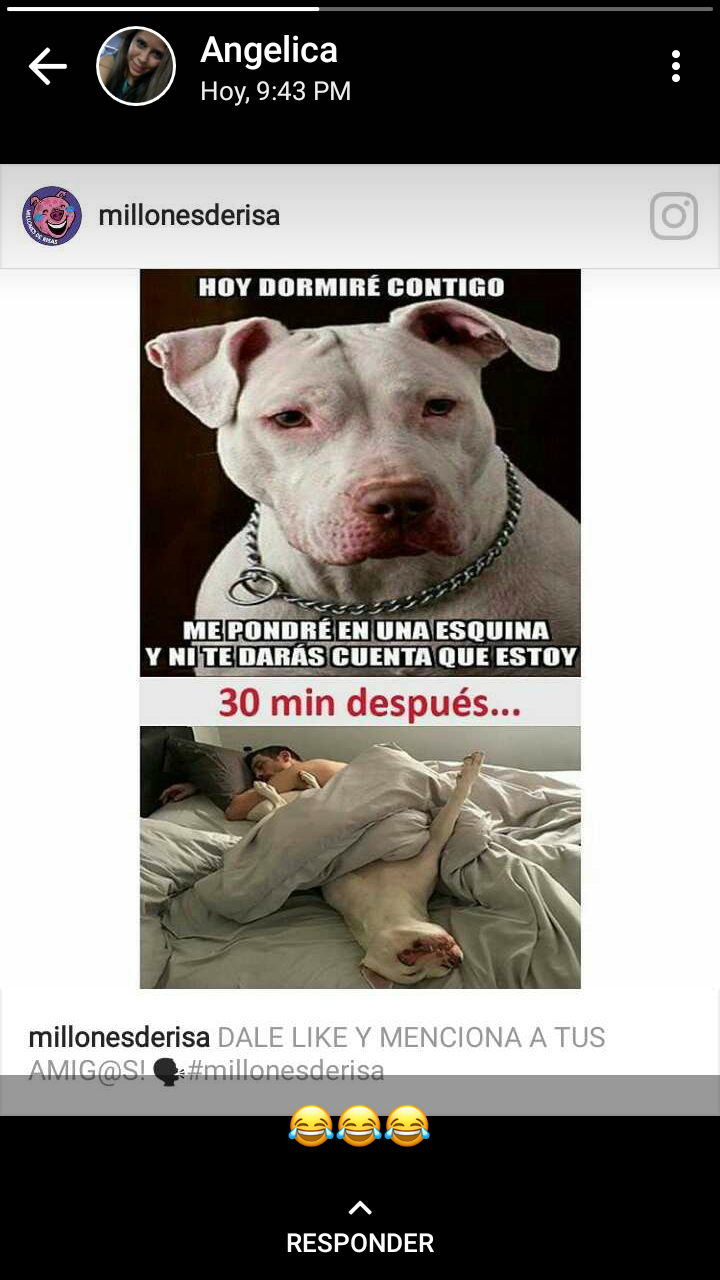 Angelica
Hoy, 9:43 PM
millonesderisa
HOY DORMIRÉ CONTIGO
ME PONDRÉ EN UNA ESQUINA
Y NI TE DARÁS CUENTA QUE ESTOY
30 min después...
millonesderisa DALE LIKE Y MENCIONA A TUS
AMIG@S! 🗣#millonesderisa
😂😂😂
RESPONDER